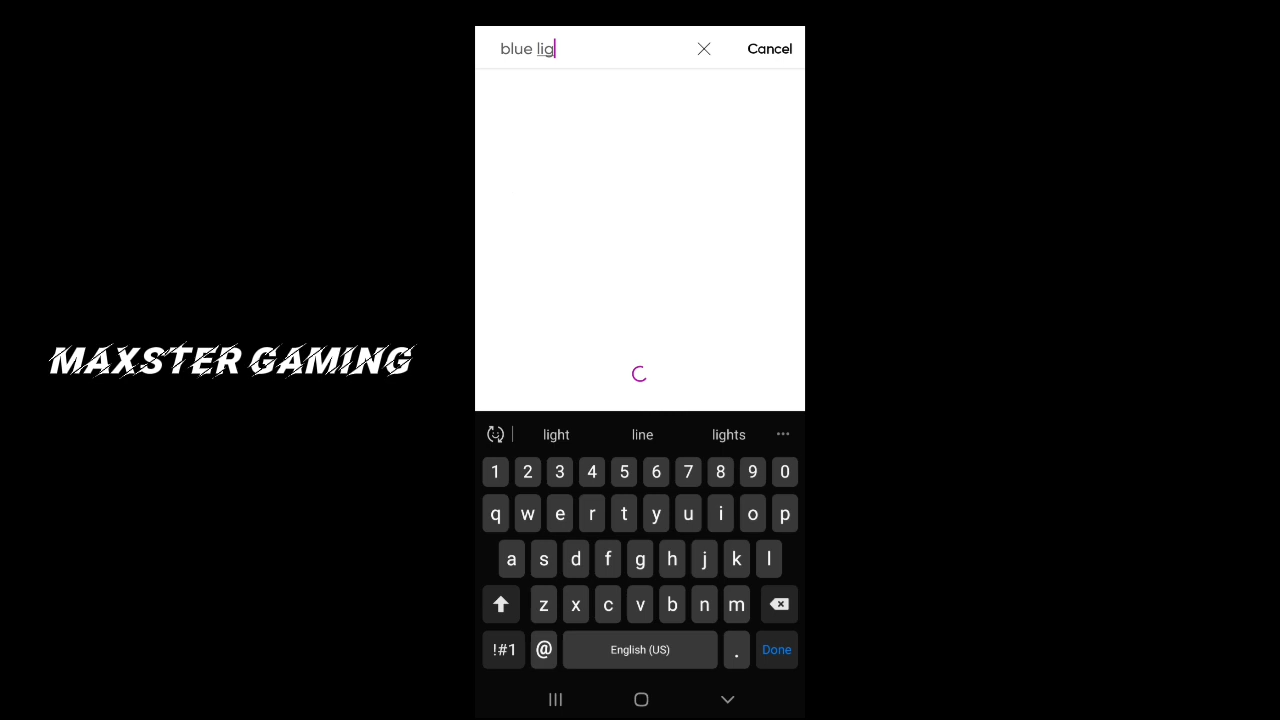 blue lig
Cancel
MAXSTER GAMING
light line lights
1 2 3 4 5 6 7 8 9 0
q w e r t y u i o p
a s d f g h j k l
z x c v b n m
!#1 @ English (US) . Done